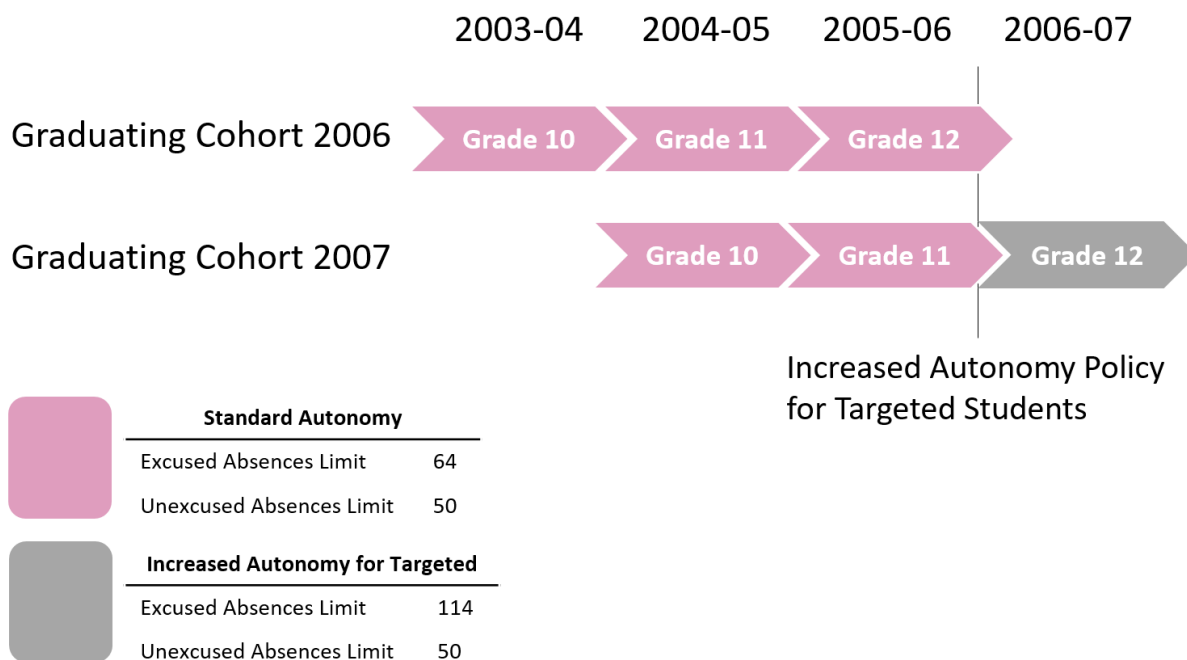 2003-04 2004-05 2005-06 2006-07
Graduating Cohort 2006 Grade 10 Grade 11 Grade 12
Graduating Cohort 2007 Grade 10 Grade 11 Grade 12
Increased Autonomy Policy
for Targeted Students
Standard Autonomy
Excused Absences Limit 64
Unexcused Absences Limit 50
Increased Autonomy for Targeted
Excused Absences Limit 114
Unexcused Absences Limit 50